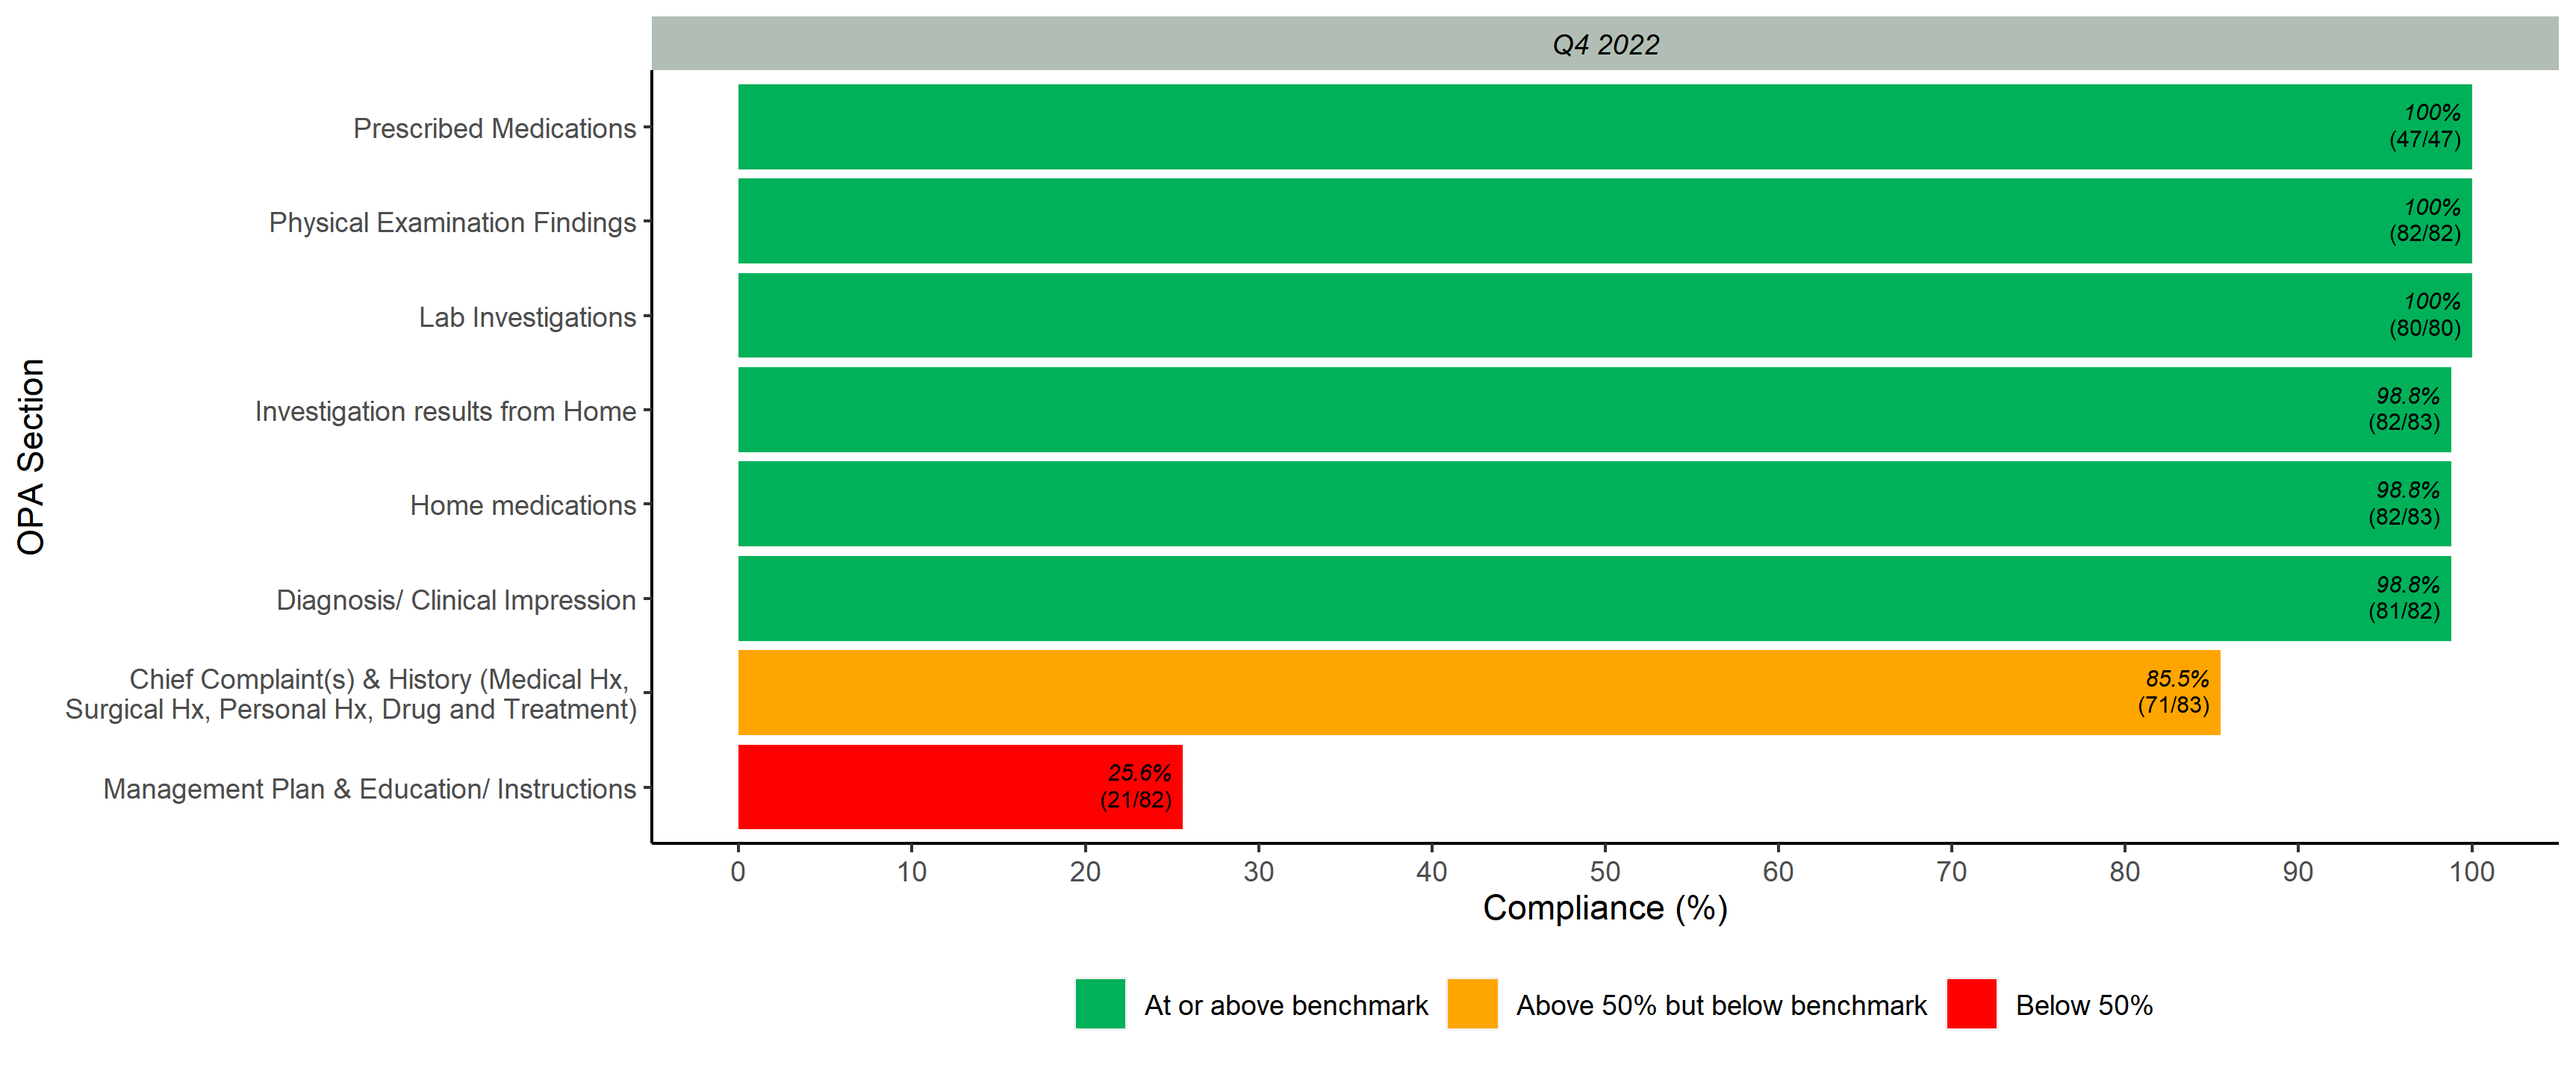 Q4 2022
OPA Section
Prescribed Medications
100%
(47/47)
Physical Examination Findings
100%
(82/82)
Lab Investigations
100%
(80/80)
Investigation results from Home
98.8%
(82/83)
Home medications
98.8%
(82/83)
Diagnosis/ Clinical Impression
98.8%
(81/82)
Chief Complaint(s) & History (Medical Hx,
Surgical Hx, Personal Hx, Drug and Treatment)
85.5%
(71/83)
Management Plan & Education/ Instructions
25.6%
(21/82)
0 10 20 30 40 50 60 70 80 90 100
Compliance (%)
At or above benchmark Above 50% but below benchmark Below 50%